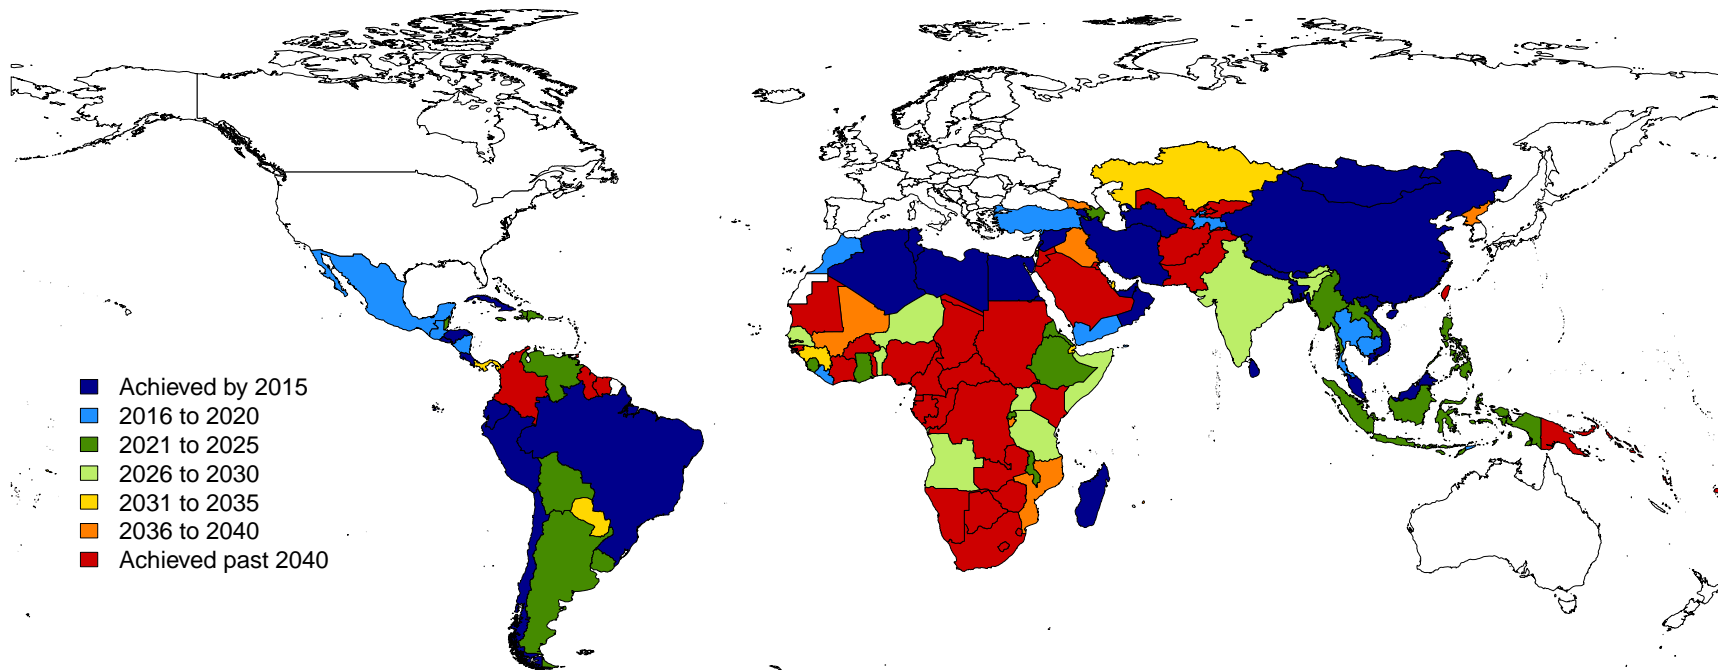 Achieved by 2015
2016 to 2020
2021 to 2025
2026 to 2030
2031 to 2035
2036 to 2040
Achieved past 2040